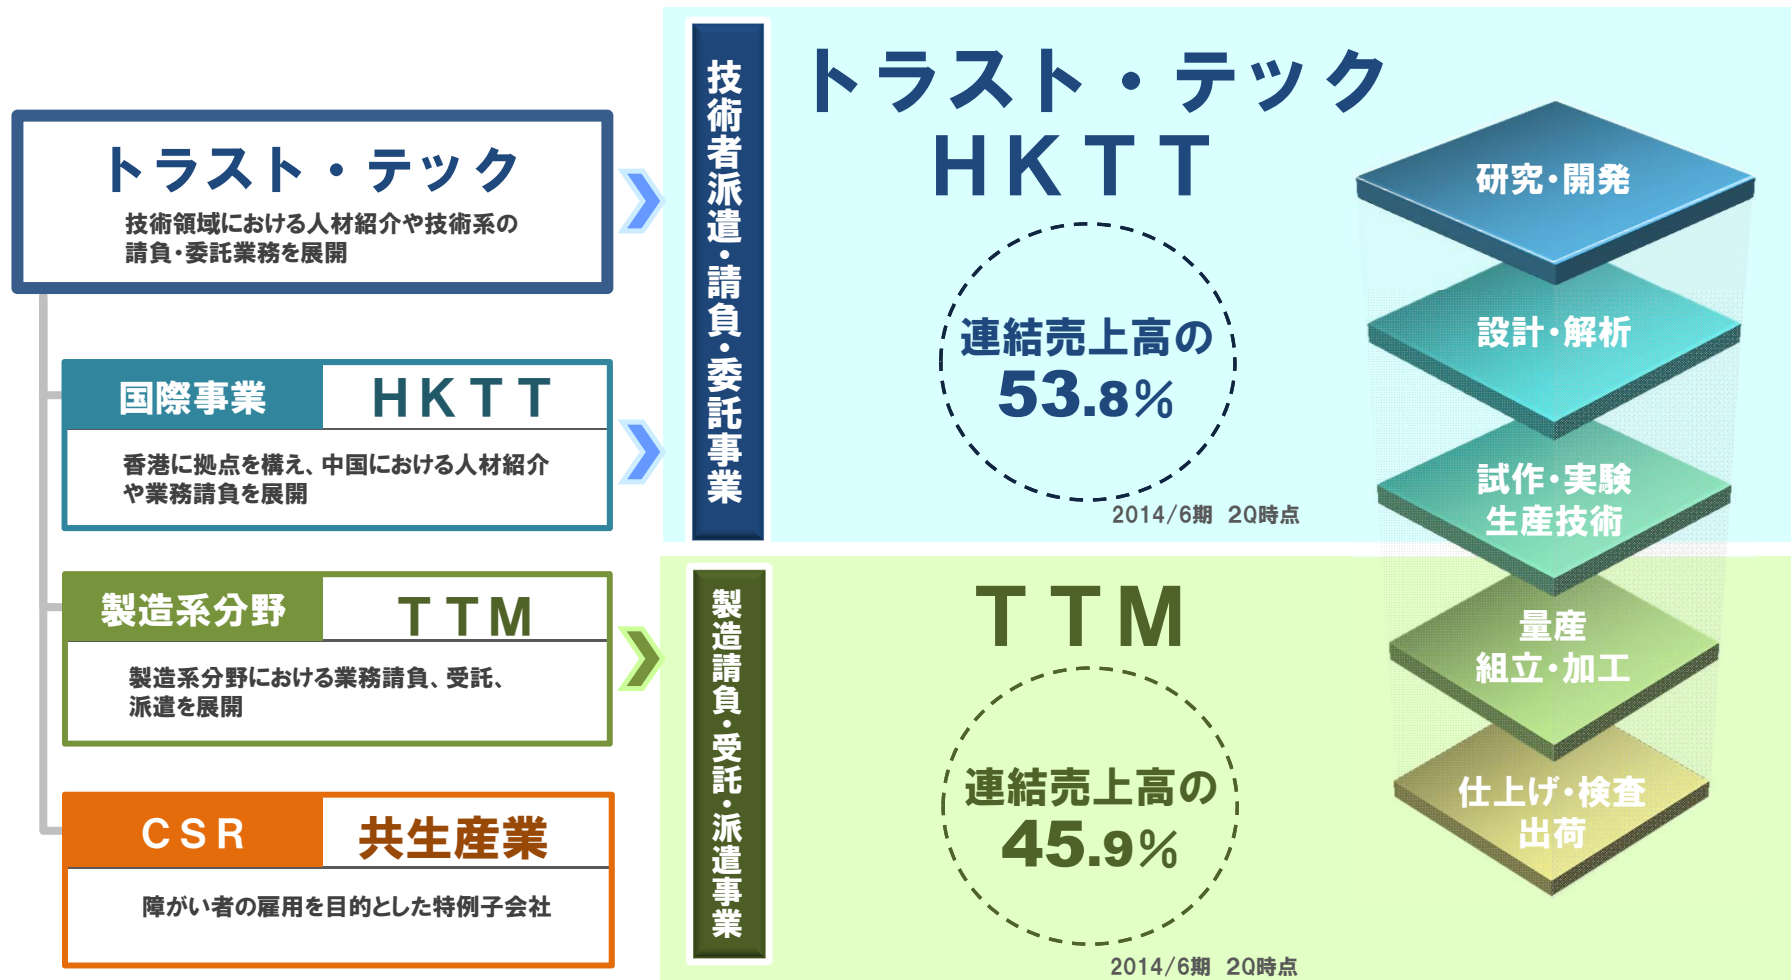 トラスト・テック
技術領域における人材紹介や技術系の
請負・委託業務を展開
国際事業
ＨＫＴＴ
香港に拠点を構え、中国における人材紹介
や業務請負を展開
製造系分野
ＴＴＭ
製造系分野における業務請負、受託、
派遣を展開
ＣＳＲ
共生産業
障がい者の雇用を目的とした特例子会社
技術者派遣・請負・委託事業
トラスト・テック
ＨＫＴＴ
連結売上高の
53.8％
2014/6期 2Q時点
製造請負・受託・派遣事業
ＴＴＭ
連結売上高の
45.9％
2014/6期 2Q時点
研究・開発
設計・解析
試作・実験
生産技術
量産
組立・加工
仕上げ・検査
出荷